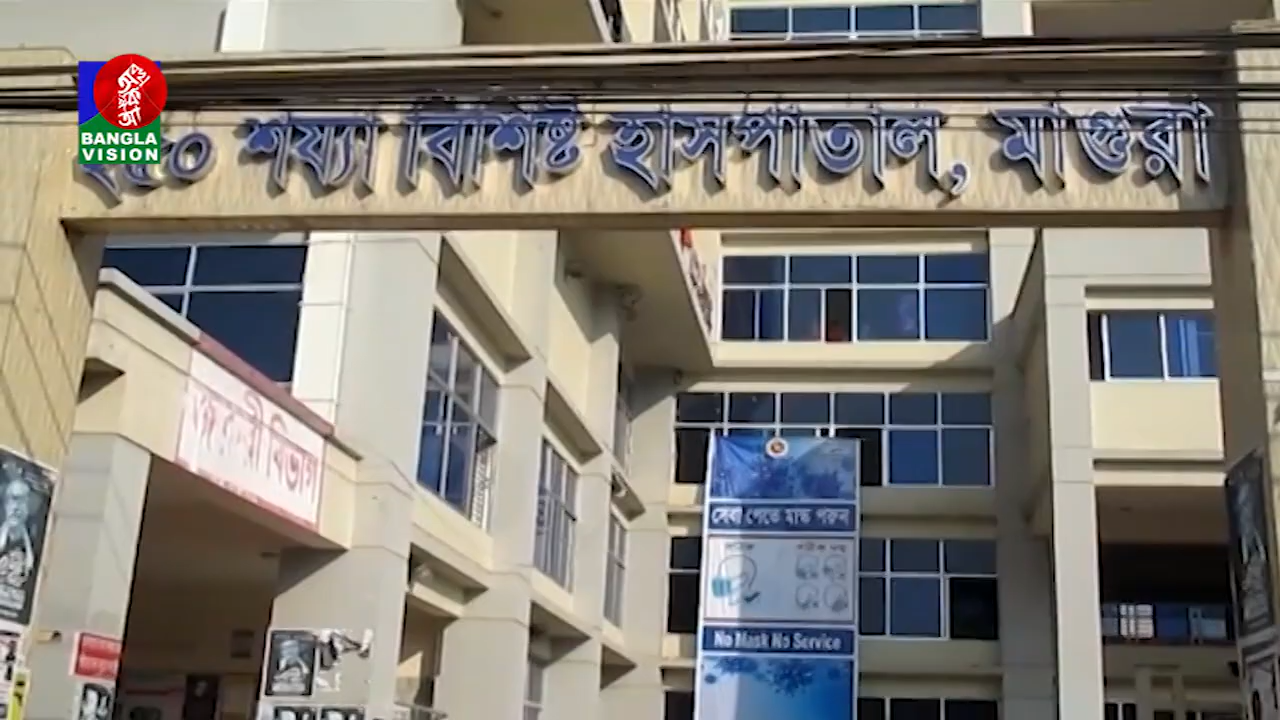 BANGLA
VISION
২৫০ শয্যা বিশিষ্ট হাসপাতাল, মাগুরা
জরুরী বিভাগ
সেবা পেতে মাস্ক পরুন
No Mask No Service